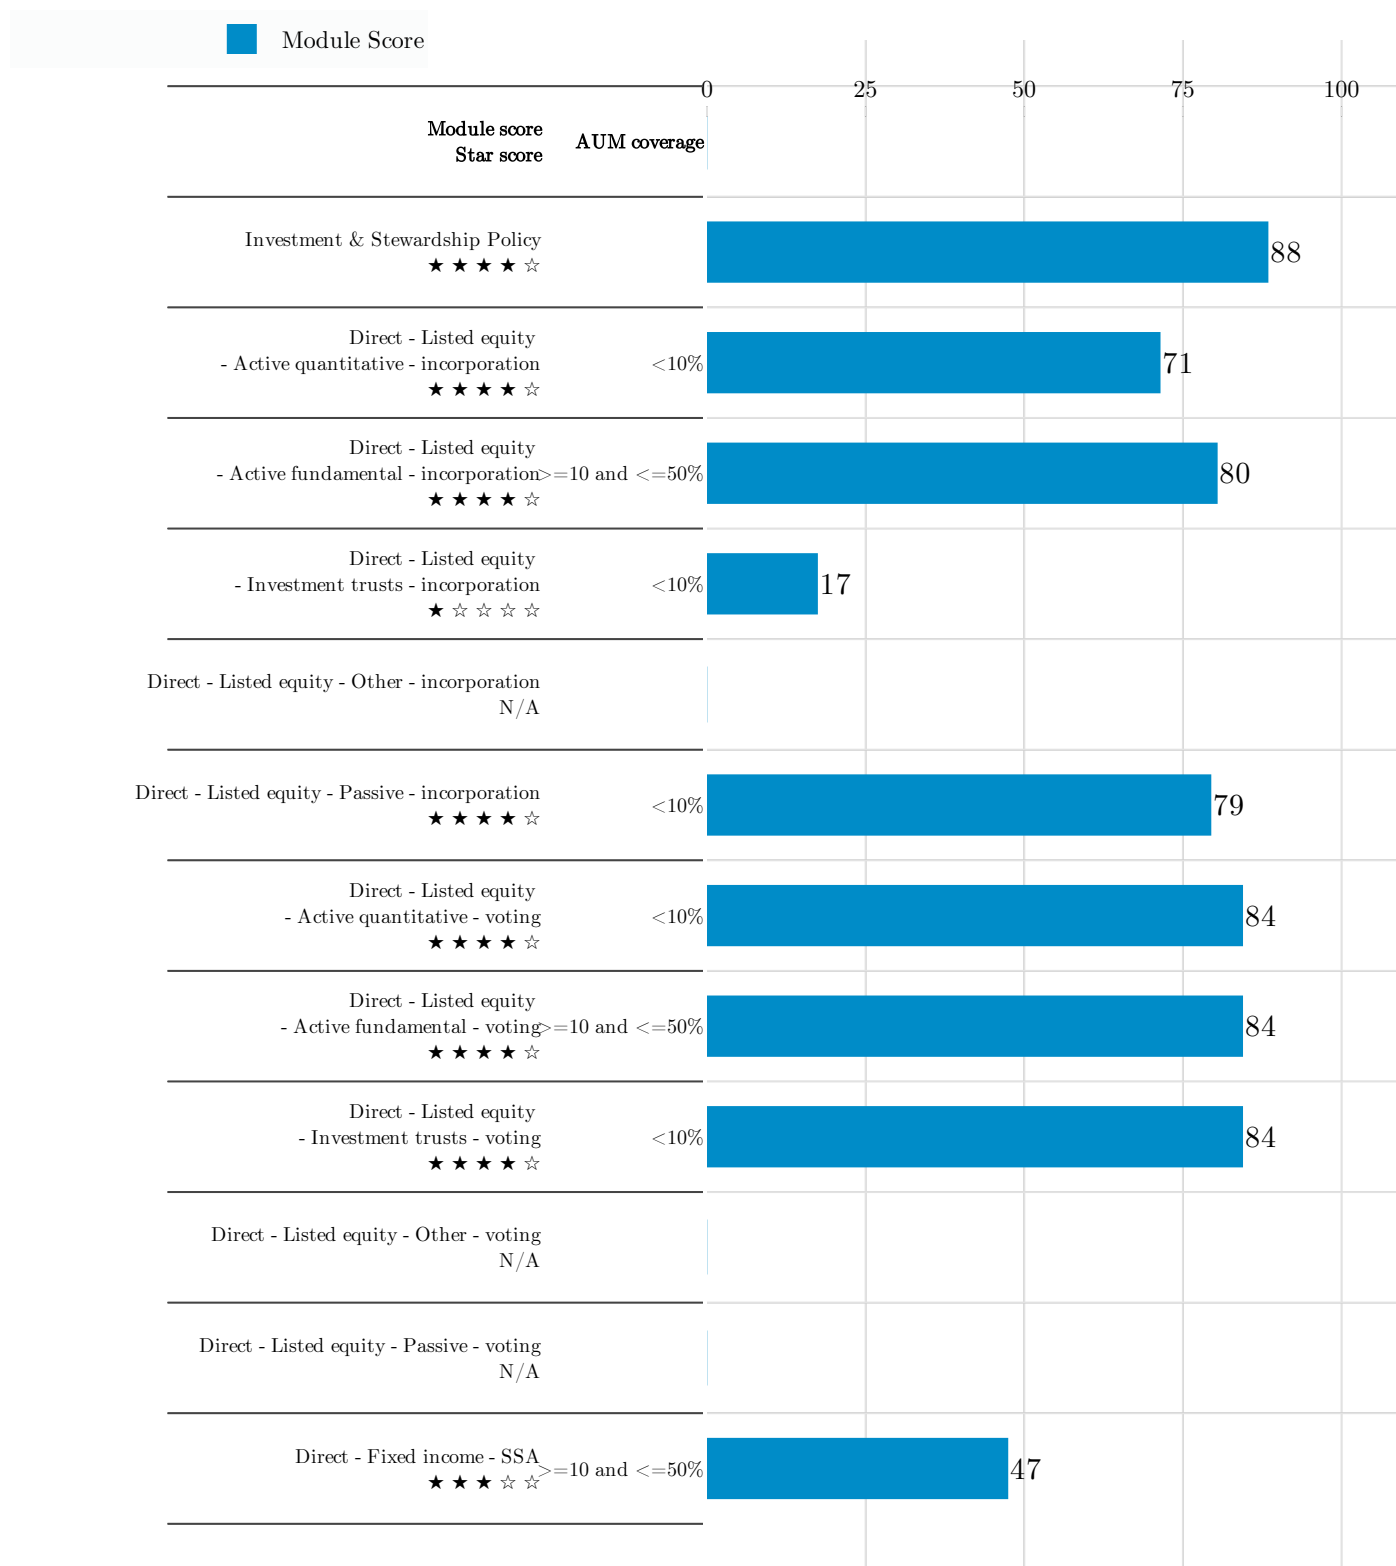 Module Score
0 25 50 75 100
Module score
Star score
AUM coverage
Investment & Stewardship Policy
★ ★ ★ ★ ☆
88
Direct - Listed equity
- Active quantitative - incorporation
★ ★ ★ ★ ☆
<10%
71
Direct - Listed equity
- Active fundamental - incorporation
★ ★ ★ ★ ☆
>=10 and <=50%
80
Direct - Listed equity
- Investment trusts - incorporation
★ ☆ ☆ ☆ ☆
<10%
17
Direct - Listed equity - Other - incorporation
N/A
Direct - Listed equity - Passive - incorporation
★ ★ ★ ★ ☆
<10%
79
Direct - Listed equity
- Active quantitative - voting
★ ★ ★ ★ ☆
<10%
84
Direct - Listed equity
- Active fundamental - voting
★ ★ ★ ★ ☆
>=10 and <=50%
84
Direct - Listed equity
- Investment trusts - voting
★ ★ ★ ★ ☆
<10%
84
Direct - Listed equity - Other - voting
N/A
Direct - Listed equity - Passive - voting
N/A
Direct - Fixed income - SSA
★ ★ ★ ☆ ☆
>=10 and <=50%
47